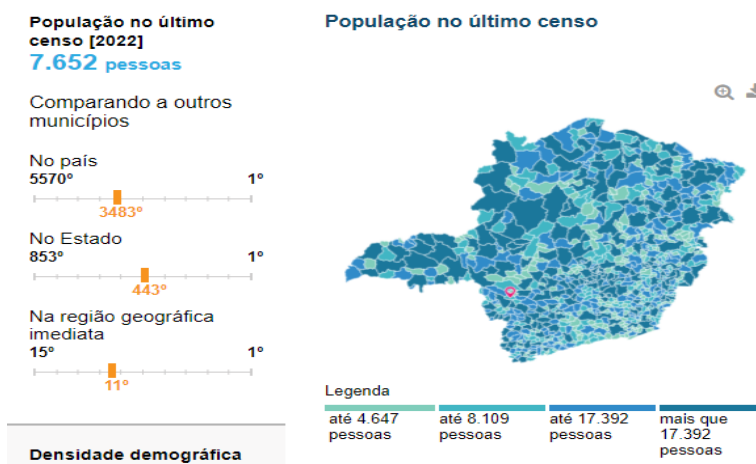 População no último
censo [2022]
7.652 pessoas
Comparando a outros
municípios
No país
5570º 1º
3483º
No Estado
853º 1º
443º
Na região geográfica
imediata
15º 1º
11º
Densidade demográfica
População no último censo
Legenda
até 4.647
pessoas
até 8.109
pessoas
até 17.392
pessoas
mais que
17.392
pessoas